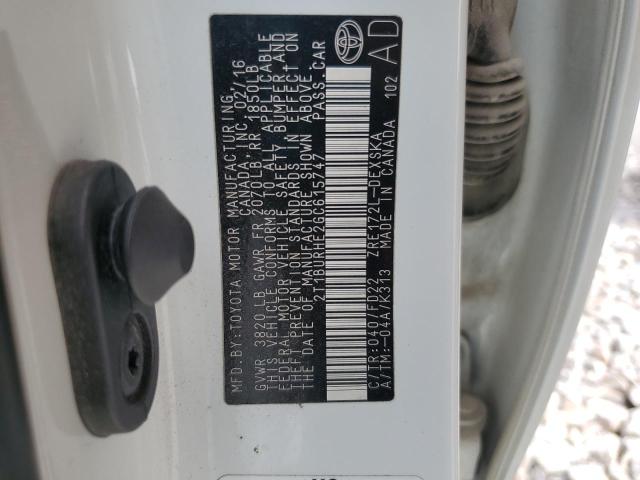 MFD.BY:TOYOTA MOTOR MANUFACTURING,
CANADA, INC. 02/16
GVWR 3820LB GAWR FR 2070LB RR 1850LB
THIS VEHICLE CONFORMS TO ALL APPLICABLE
FEDERAL MOTOR VEHICLE SAFETY, BUMPER, AND
THEFT PREVENTION STANDARDS IN EFFECT ON
THE DATE OF MANUFACTURE SHOWN ABOVE.
2T1BURHE2GC615747 PASS.CAR
C/TR:040/FD22 ZRE172L-DEXSKA
A/TM:-04A/K313 MADE IN CANADA 102
AD